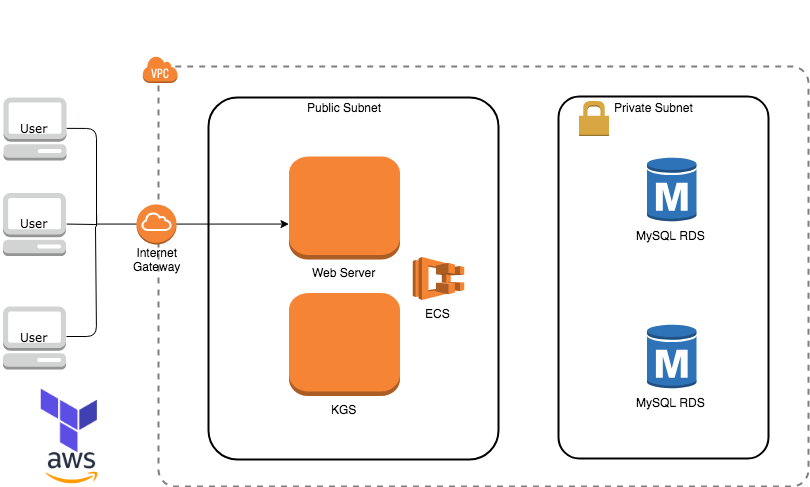 VPC
Public Subnet
Private Subnet
User
User
User
Internet
Gateway
Web Server
ECS
KGS
M
MySQL RDS
M
MySQL RDS
aws